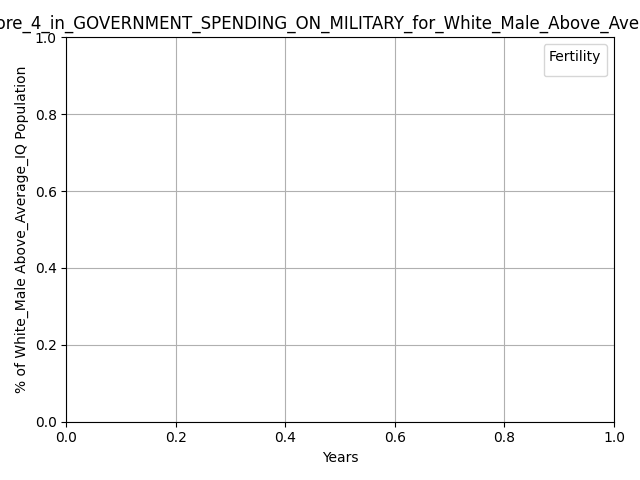 ore_4_in_GOVERNMENT_SPENDING_ON_MILITARY_for_White_Male_Above_Ave
Fertility
% of White_Male Above_Average_IQ Population
1.0
0.8
0.6
0.4
0.2
0.0
0.0 0.2 0.4 0.6 0.8 1.0
Years